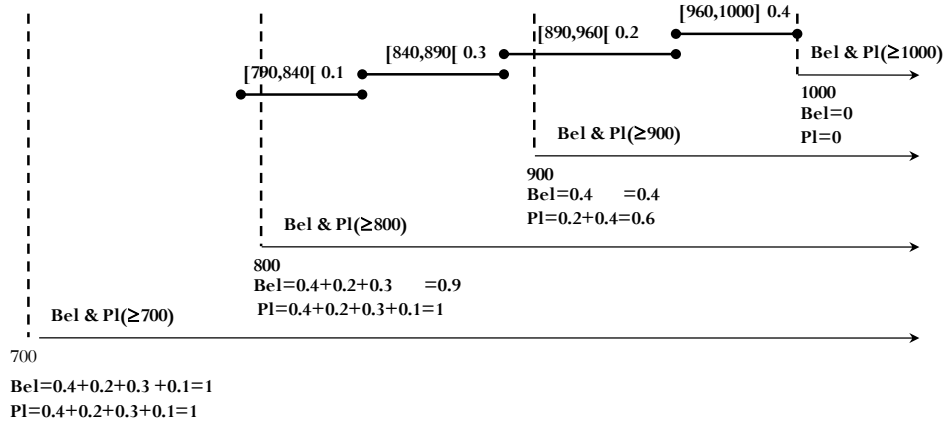 [960,1000] 0.4
[890,960[ 0.2
[840,890[ 0.3
[790,840[ 0.1
Bel & Pl(≥1000)
1000
Bel=0
Pl=0
Bel & Pl(≥900)
900
Bel=0.4 =0.4
Pl=0.2+0.4=0.6
Bel & Pl(≥800)
800
Bel=0.4+0.2+0.3 =0.9
Pl=0.4+0.2+0.3+0.1=1
Bel & Pl(≥700)
700
Bel=0.4+0.2+0.3 +0.1=1
Pl=0.4+0.2+0.3+0.1=1